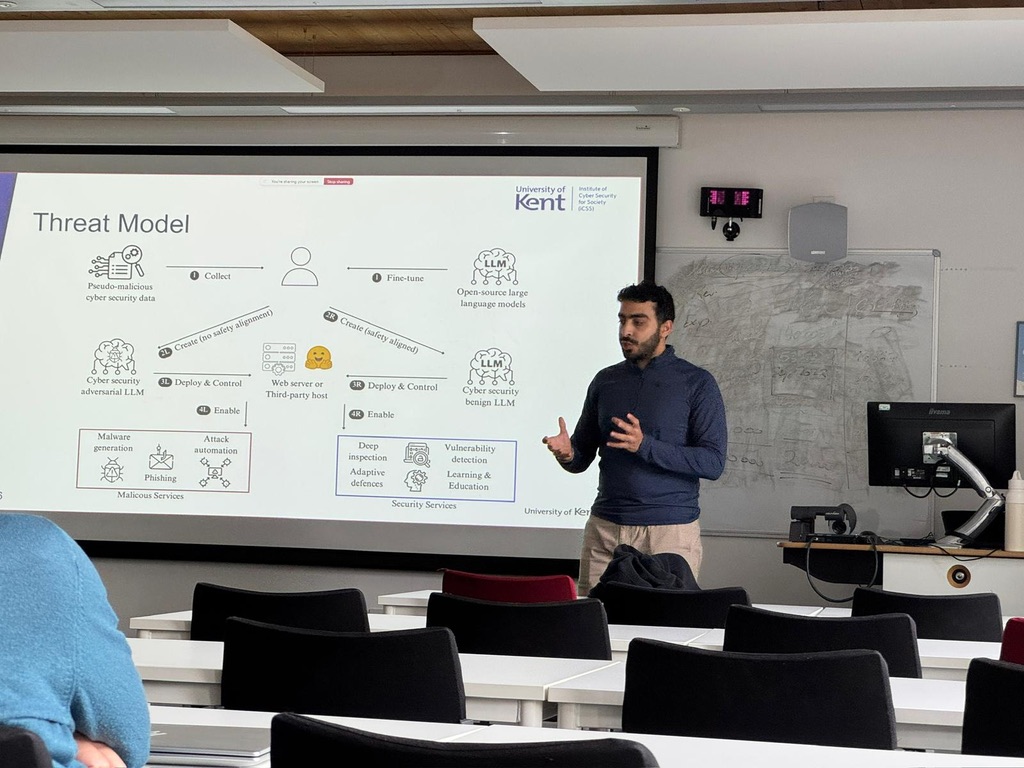 You're sharing your screen
Stop sharing
University of
Kent
Institute of
Cyber Security
for Society
(iCSS)
Threat Model
1 Collect
1 Fine-tune
LLM
Pseudo-malicious
cyber security data
Open-source large
language models
2L Create (no safety alignment)
2R Create (safety aligned)
LLM
Cyber security
adversarial LLM
3L Deploy & Control
Web server or
Third-party host
3R Deploy & Control
Cyber security
benign LLM
4L Enable
4R Enable
Malware
generation
Attack
automation
Phishing
Malicous Services
Deep
inspection
Vulnerability
detection
Adaptive
defences
Learning &
Education
Security Services
University of Ken
iiyama